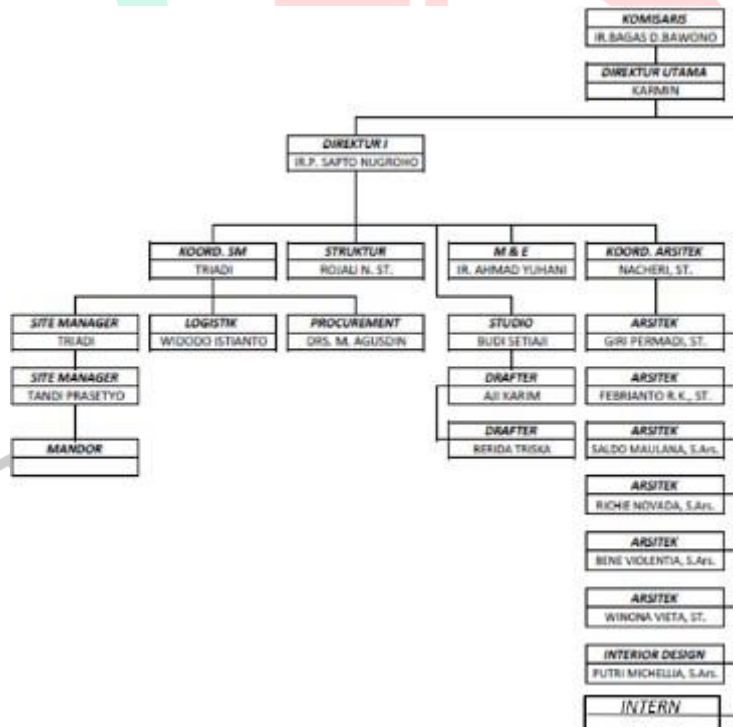 KOMISARIS
IR.BAGAS D.BAWONO
DIREKTUR UTAMA
KARMIN
DIREKTUR I
IR.P. SAPTO NUGROHO
KOORD. SM
TRIADI
STRUKTUR
ROJALI N. ST.
M & E
IR. AHMAD YUHANI
KOORD. ARSITEK
NACHERI, ST.
SITE MANAGER
TRIADI
LOGISTIK
WIDODO ISTIANTO
PROCUREMENT
DRS. M. AGUSDIN
STUDIO
BUDI SETIAJI
ARSITEK
GIRI PERMADI, ST.
SITE MANAGER
TANDI PRASETYO
DRAFTER
AJI KARIM
ARSITEK
FEBRIANTO R.K., ST.
MANDOR
DRAFTER
RERIDA TRISKA
ARSITEK
SALDO MAULANA, S.Ars.
ARSITEK
RICHIE NOVADA, S.Ars.
ARSITEK
BENE VIOLENTIA, S.Ars.
ARSITEK
WINONA VIETA, ST.
INTERIOR DESIGN
PUTRI MICHELLIA, S.Ars.
INTERN